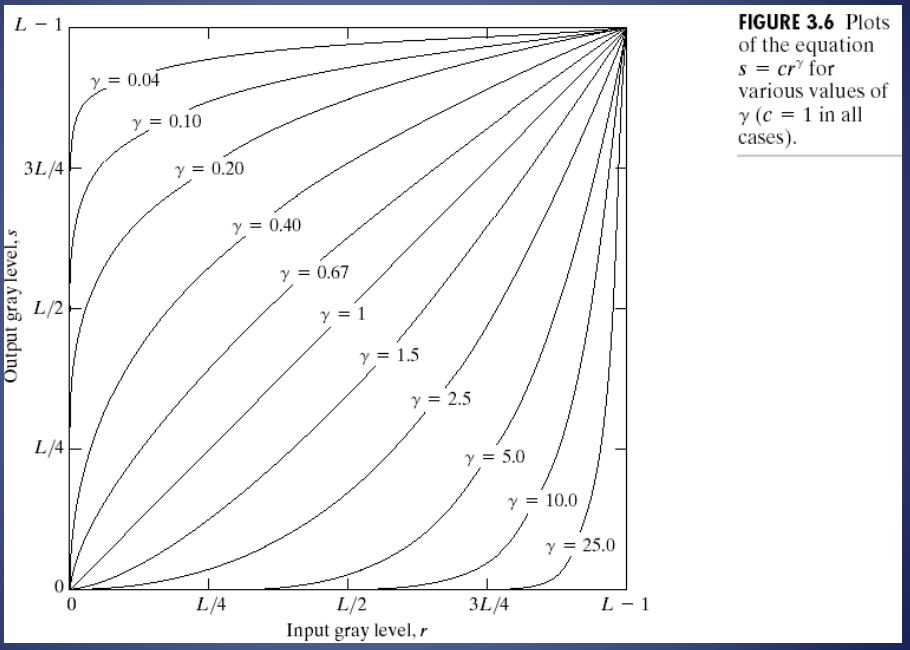 L − 1
γ = 0.04
γ = 0.10
3L/4
γ = 0.20
γ = 0.40
γ = 0.67
L/2
γ = 1
γ = 1.5
γ = 2.5
L/4
γ = 5.0
γ = 10.0
γ = 25.0
0
Output gray level, s
0
L/4
L/2
3L/4
L − 1
Input gray level, r
FIGURE 3.6 Plots
of the equation
s = crᵞ for
various values of
γ (c = 1 in all
cases).